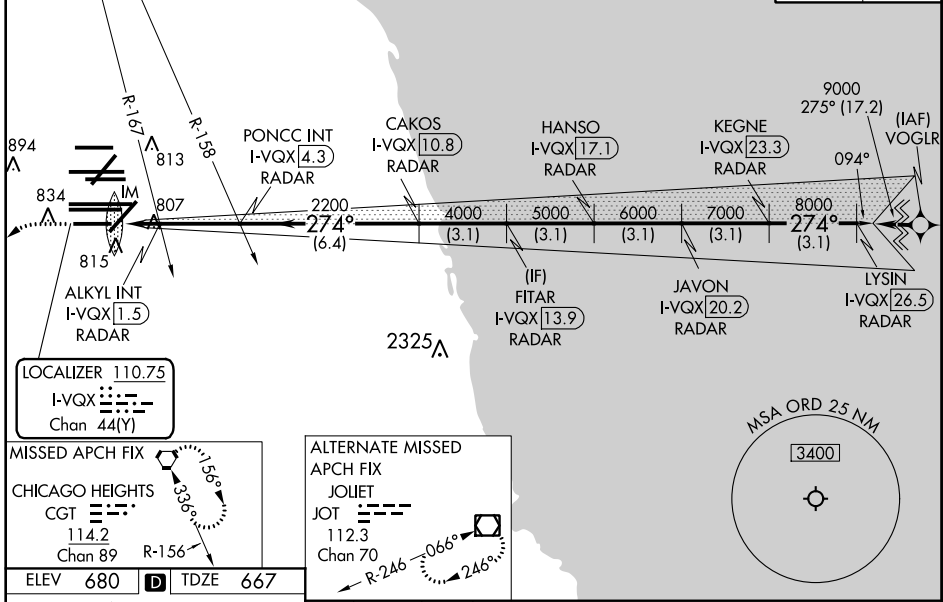 9000
275° (17.2)
(IAF)
VOGLR
094°
R-167
R-158
894
834
813
IM
807
815
PONCC INT
I-VQX 4.3
RADAR
CAKOS
I-VQX 10.8
RADAR
HANSO
I-VQX 17.1
RADAR
KEGNE
I-VQX 23.3
RADAR
2200
274°
(6.4)
4000
(3.1)
5000
(3.1)
6000
(3.1)
7000
(3.1)
8000
274°
(3.1)
ALKYL INT
I-VQX 1.5
RADAR
(IF)
FITAR
I-VQX 13.9
RADAR
JAVON
I-VQX 20.2
RADAR
LYSIN
I-VQX 26.5
RADAR
2325
LOCALIZER 110.75
I-VQX
Chan 44(Y)
MISSED APCH FIX
CHICAGO HEIGHTS
CGT
114.2
Chan 89
156°
336°
R-156
ALTERNATE MISSED
APCH FIX
JOLIET
JOT
112.3
Chan 70
R-246
066°
246°
MSA ORD 25 NM
3400
ELEV 680 D TDZE 667